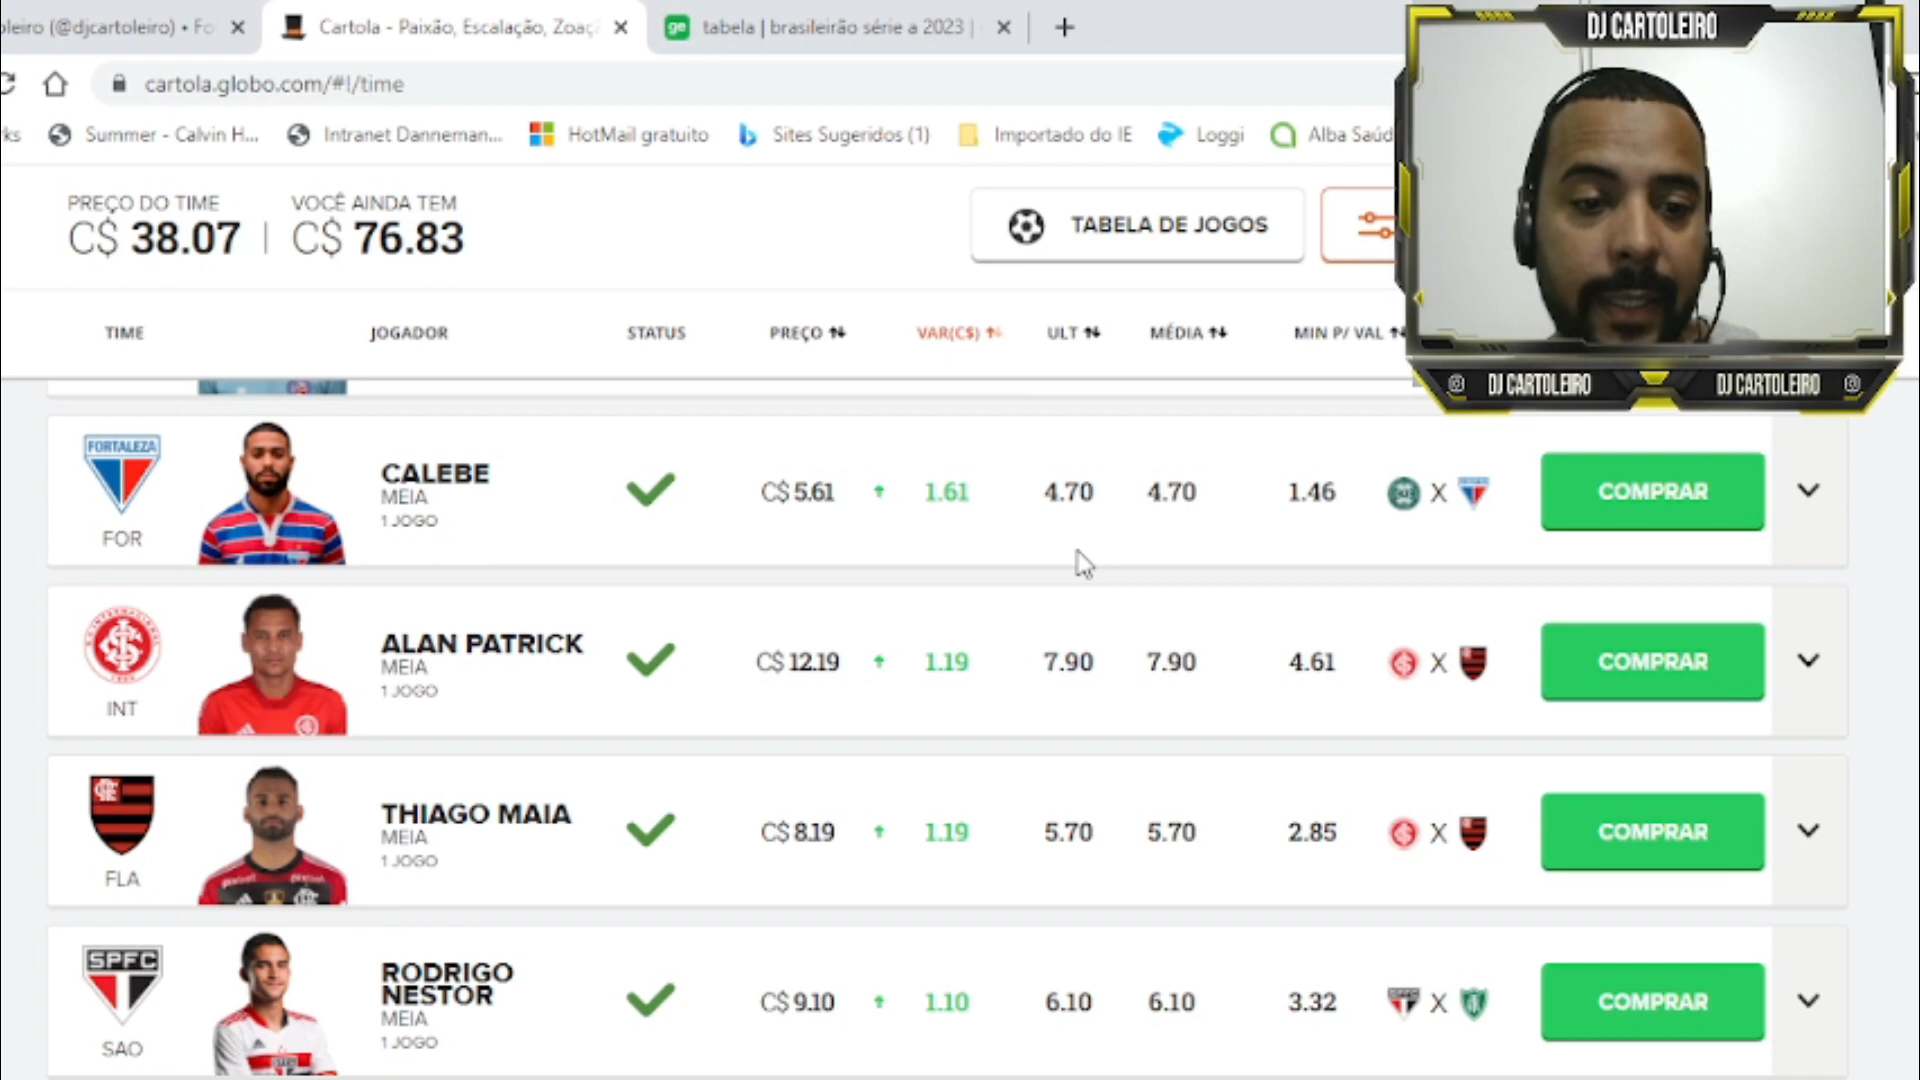 oleiro (@djcartoleiro) • Fo
Cartola - Paixão, Escalação, Zoaç
ge tabela | brasileirão série a 2023 |
cartola.globo.com/#!/time
ks Summer - Calvin H... Intranet Danneman... HotMail gratuito Sites Sugeridos (1) Importado do IE Loggi Alba Saúd
DJ CARTOLEIRO
DJ CARTOLEIRO DJ CARTOLEIRO
PREÇO DO TIME VOCÊ AINDA TEM
C$ 38.07 | C$ 76.83
TABELA DE JOGOS
TIME JOGADOR STATUS PREÇO VAR(C$) ULT MÉDIA MIN P/ VAL
FORTALEZA
FOR
CALEBE
MEIA
1 JOGO
C$ 5.61 1.61 4.70 4.70 1.46 X COMPRAR
INT
ALAN PATRICK
MEIA
1 JOGO
C$ 12.19 1.19 7.90 7.90 4.61 X COMPRAR
FLA
THIAGO MAIA
MEIA
1 JOGO
C$ 8.19 1.19 5.70 5.70 2.85 X COMPRAR
SPFC
SAO
RODRIGO
NESTOR
MEIA
1 JOGO
C$ 9.10 1.10 6.10 6.10 3.32 X COMPRAR